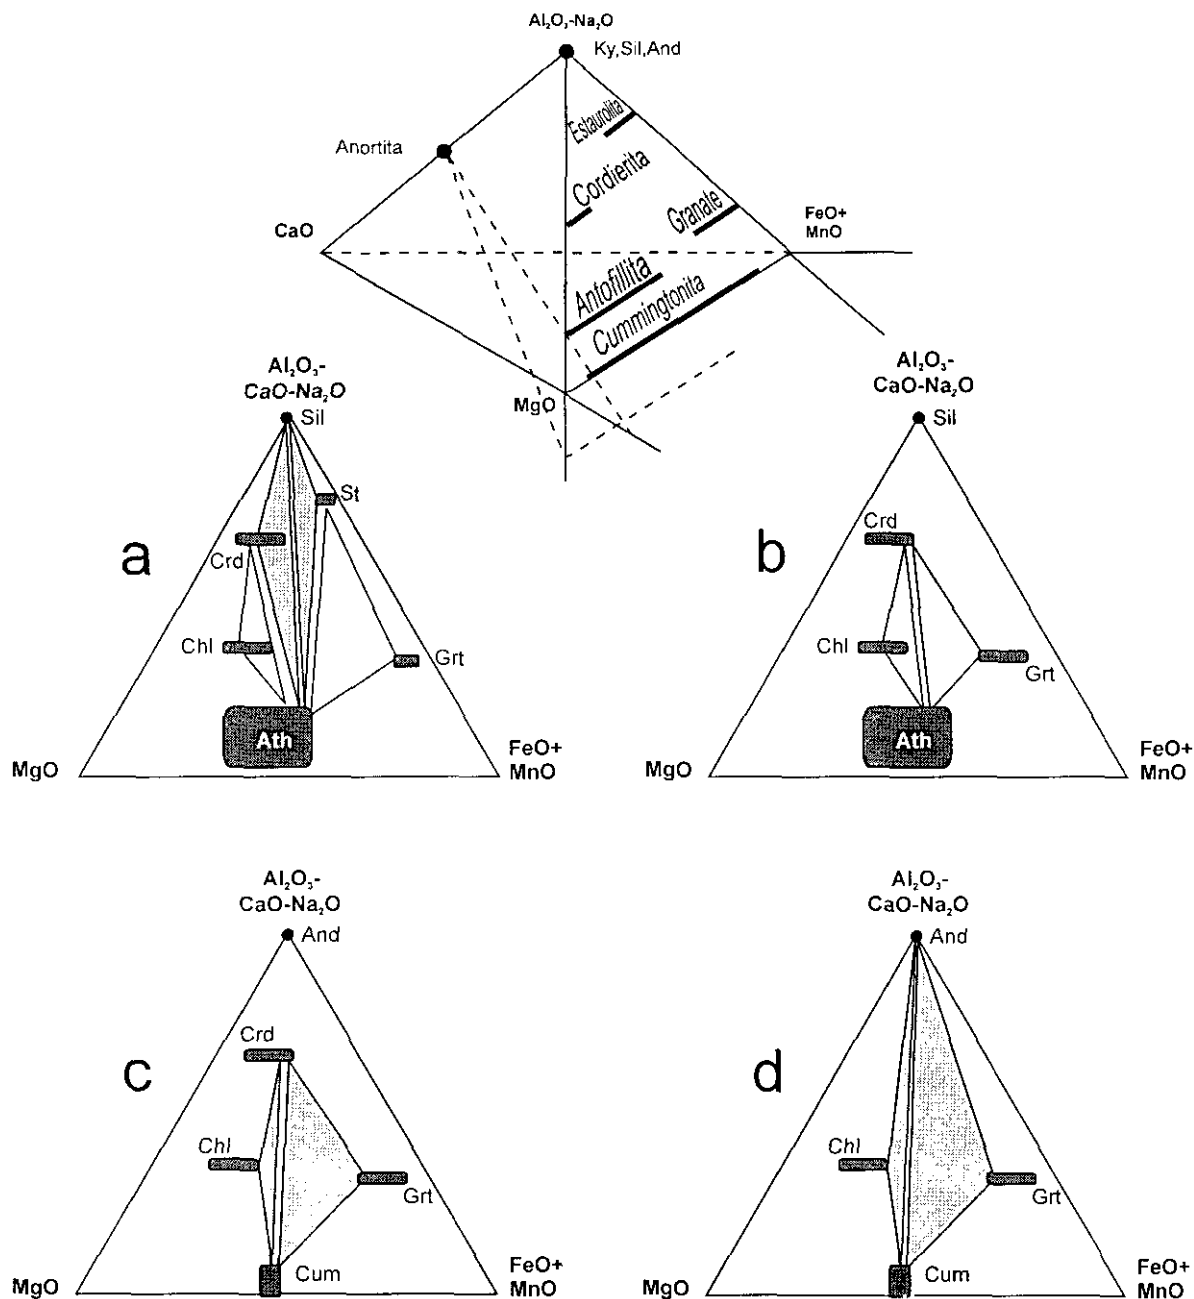 Al₂O₃-Na₂O
Ky,Sil,And
Estaurolita
Anortita
Cordierita
Granate
FeO+
MnO
CaO
Antofillita
Cummingtonita
MgO
Al₂O₃-
CaO-Na₂O
Sil
St
a
Crd
Chl
Grt
Ath
MgO
FeO+
MnO
Al₂O₃-
CaO-Na₂O
Sil
Crd
b
Chl
Grt
Ath
MgO
FeO+
MnO
Al₂O₃-
CaO-Na₂O
And
Crd
c
Chl
Grt
Cum
MgO
FeO+
MnO
Al₂O₃-
CaO-Na₂O
And
d
Chl
Grt
Cum
MgO
FeO+
MnO